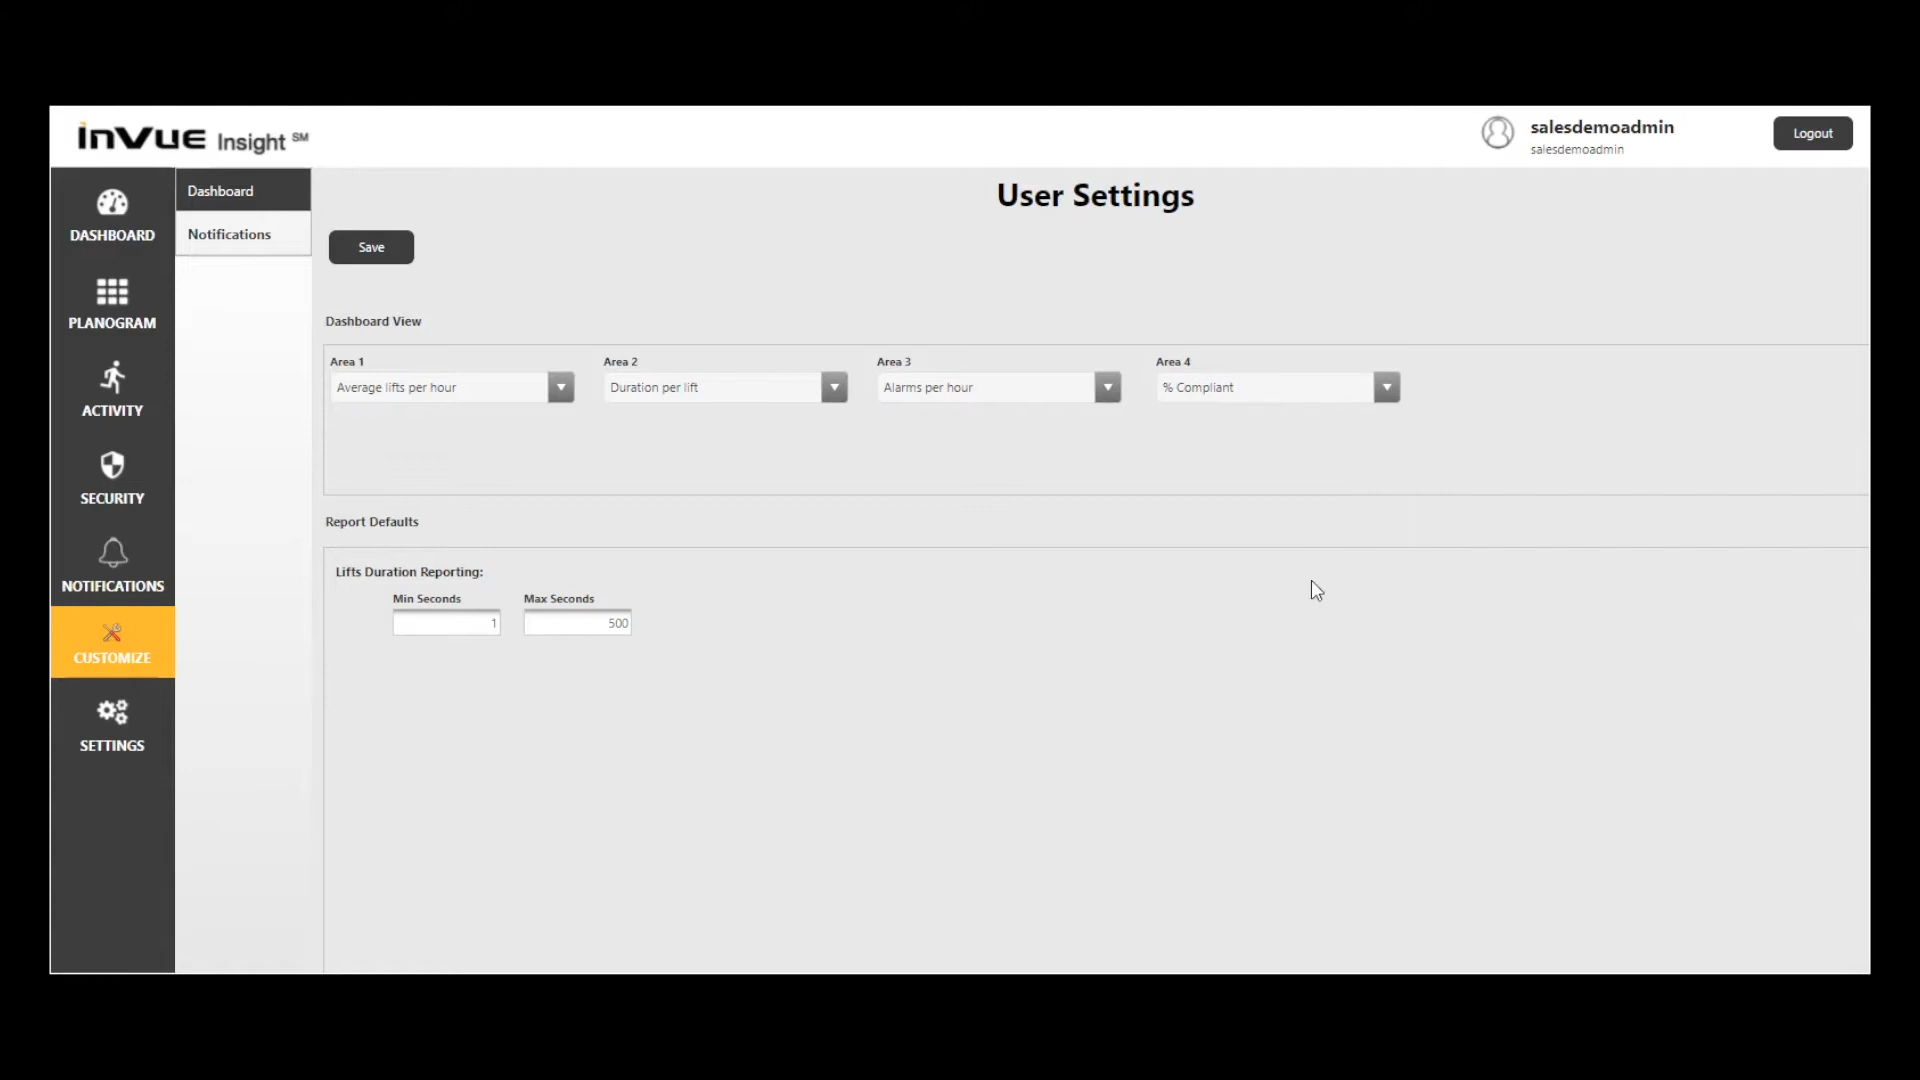 inVue Insight SM
salesdemoadmin
salesdemoadmin
Logout
DASHBOARD
PLANOGRAM
ACTIVITY
SECURITY
NOTIFICATIONS
CUSTOMIZE
SETTINGS
Dashboard
Notifications
User Settings
Save
Dashboard View
Area 1 Area 2 Area 3 Area 4
Average lifts per hour Duration per lift Alarms per hour % Compliant
Report Defaults
Lifts Duration Reporting:
Min Seconds Max Seconds
1 500